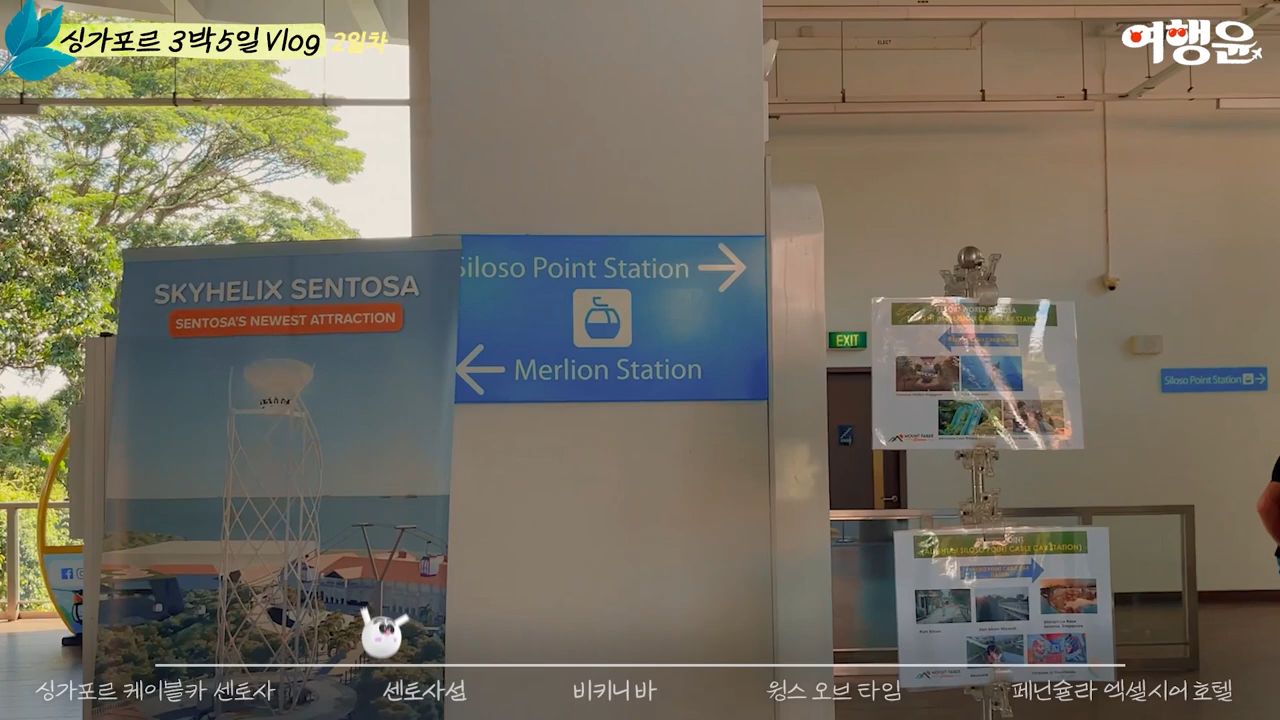 싱가포르 3박5일 Vlog 2일차
여행윤
SKYHELIX SENTOSA
SENTOSA'S NEWEST ATTRACTION
Siloso Point Station
Merlion Station
EXIT
Siloso Point Station
싱가포르 케이블카 센토사
센토사섬
비키니바
윙스 오브 타임
페닌슐라 엑셀시어 호텔